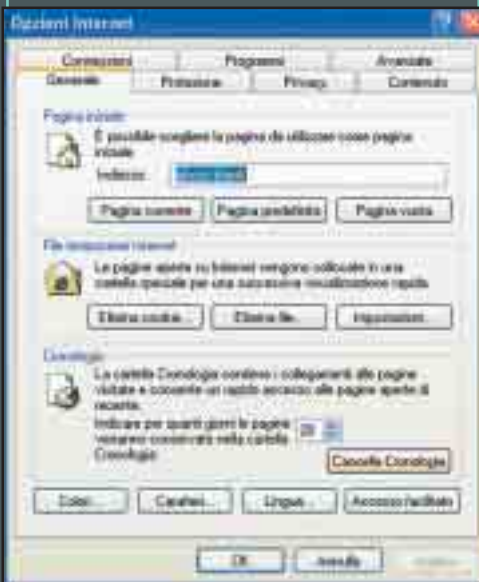 Opzioni Internet
Connessioni Programmi Avanzate
Generale Protezione Privacy Contenuto
Pagina iniziale
È possibile scegliere la pagina da utilizzare come pagina
iniziale.
Indirizzo: about:blank
Pagina corrente Pagina predefinita Pagina vuota
File temporanei Internet
Le pagine aperte su Internet vengono collocate in una
cartella speciale per una successiva visualizzazione rapida.
Elimina cookie... Elimina file... Impostazioni...
Cronologia
La cartella Cronologia contiene i collegamenti alle pagine
visitate e consente un rapido accesso alle pagine aperte di
recente.
Indicare per quanti giorni le pagine
verranno conservate nella cartella
Cronologia: 20
Cancella Cronologia
Colori... Caratteri... Lingue... Accesso facilitato
OK Annulla